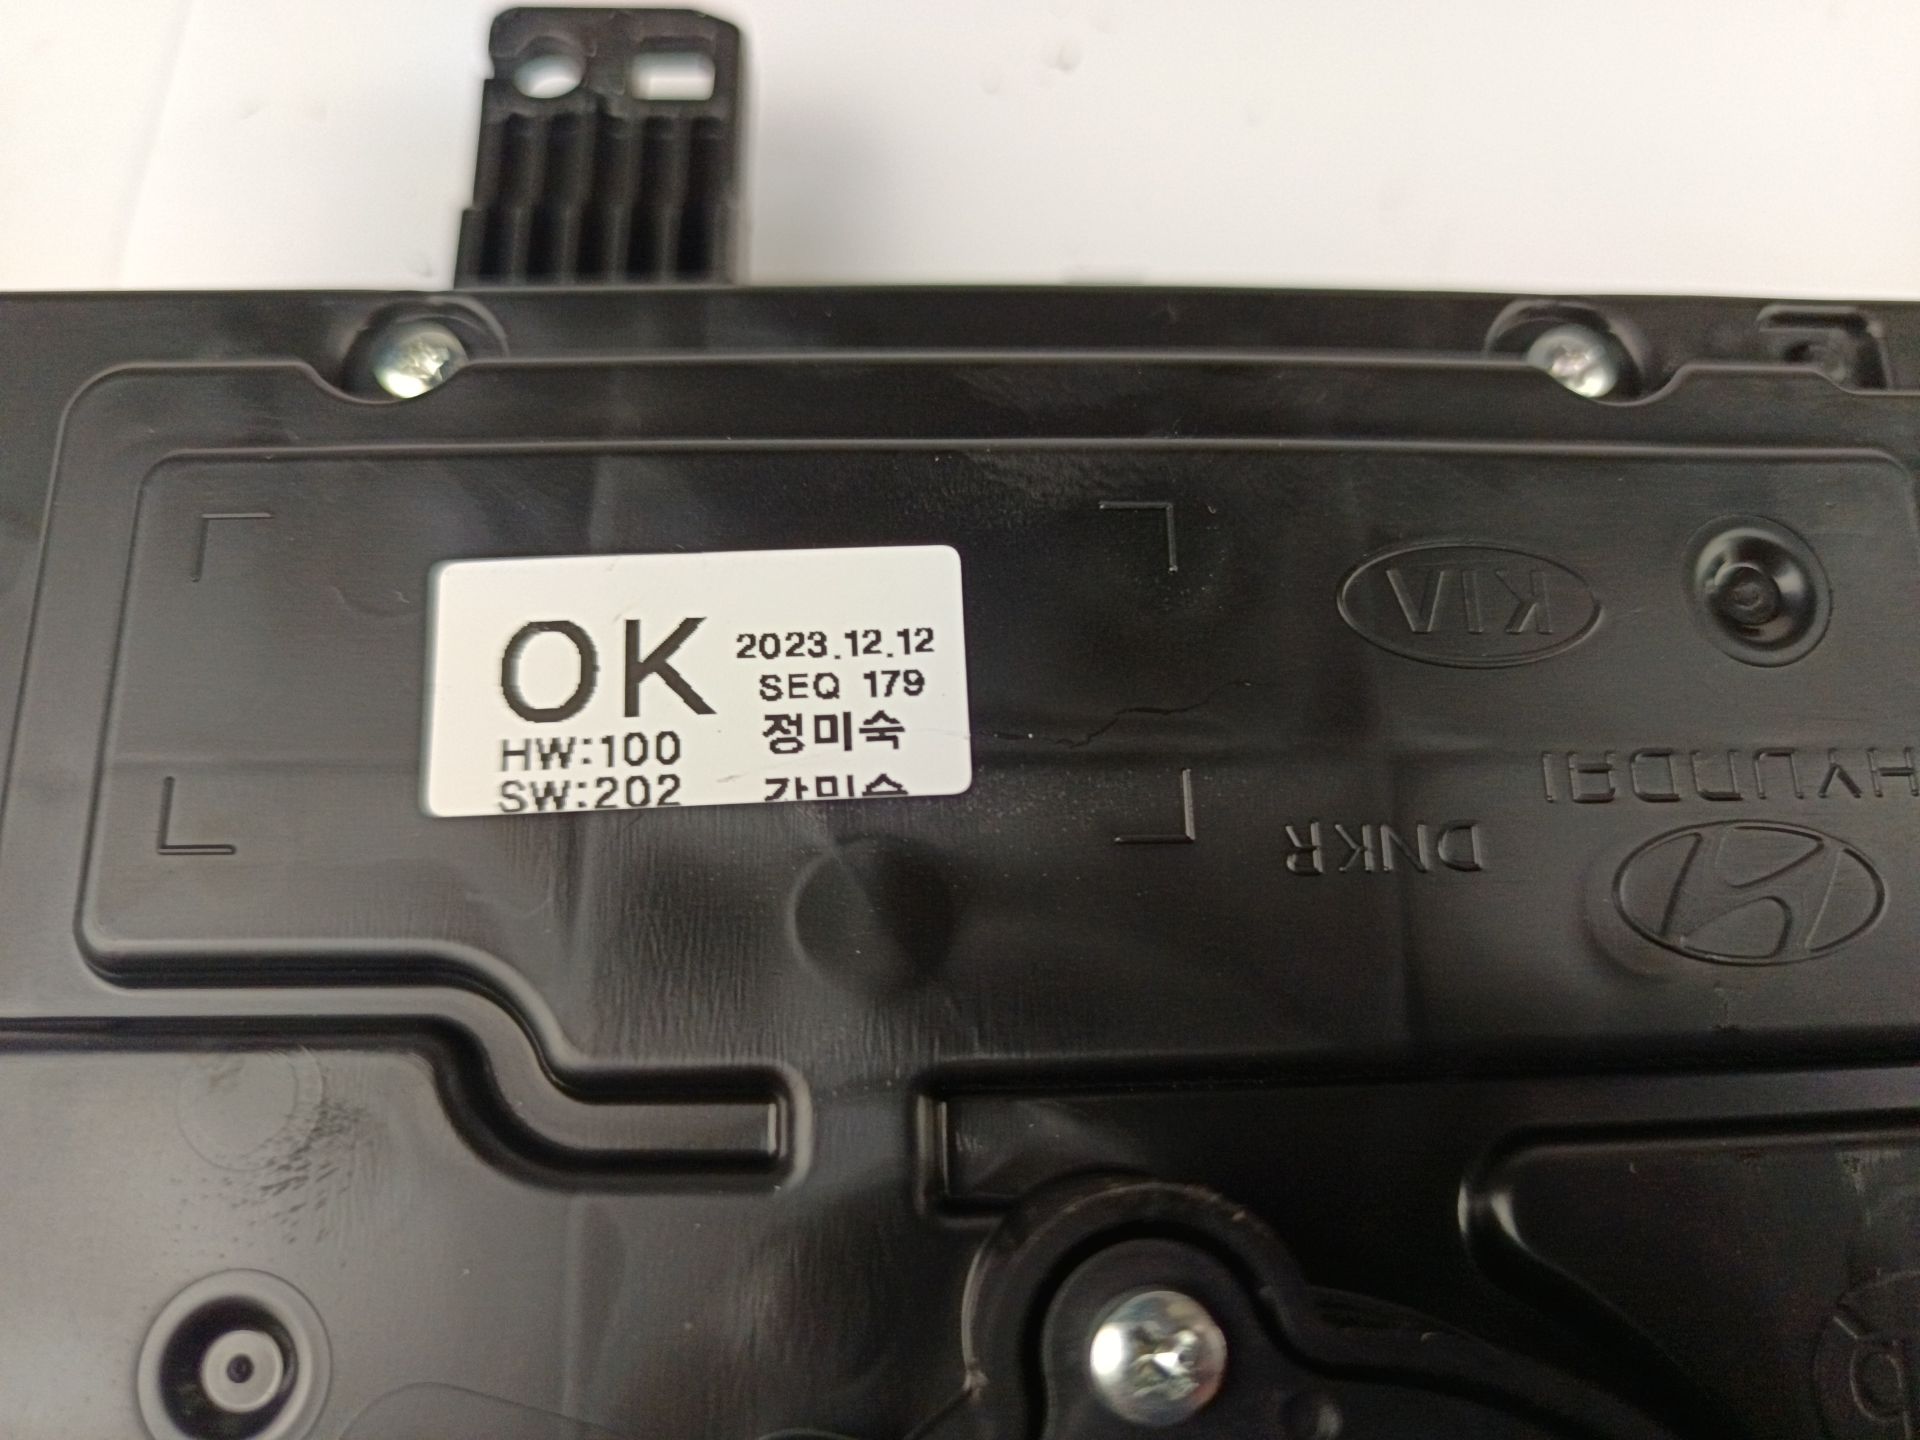 OK
2023.12.12
SEQ 179
HW:100
정미숙
SW:202
KIA
HYUNDAI
DNKR